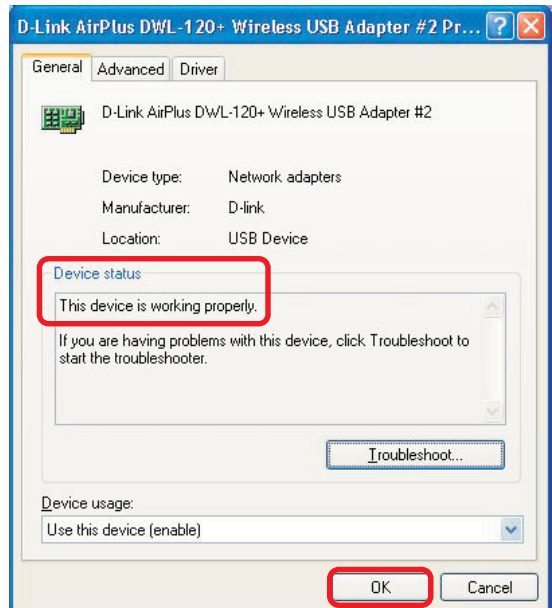 D-Link AirPlus DWL-120+ Wireless USB Adapter #2 Pr...
General Advanced Driver
D-Link AirPlus DWL-120+ Wireless USB Adapter #2
Device type: Network adapters
Manufacturer: D-link
Location: USB Device
Device status
This device is working properly.
If you are having problems with this device, click Troubleshoot to
start the troubleshooter.
Troubleshoot...
Device usage:
Use this device (enable)
OK Cancel